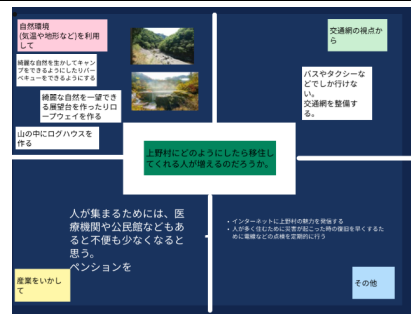 自然環境
(気温や地形など)を利用
して
綺麗な自然を生かしてキャン
プをできるようにしたりバー
ベキューをできるようにする
綺麗な自然を一望でき
る展望台を作ったりロ
ープウェイを作る
山の中にログハウスを
作る
交通網の視点か
ら
バスやタクシーな
どでしか行けな
い。
交通網を整備す
る。
上野村にどのようにしたら移住し
てくれる人が増えるのだろうか。
人が集まるためには、医
療機関や公民館などもあ
ると不便も少なくなると
思う。
ペンションを
産業をいかし
て
• インターネットに上野村の魅力を発信する
• 人が多く住むために災害が起こった時の復旧を早くするた
めに電線などの点検を定期的に行う
その他